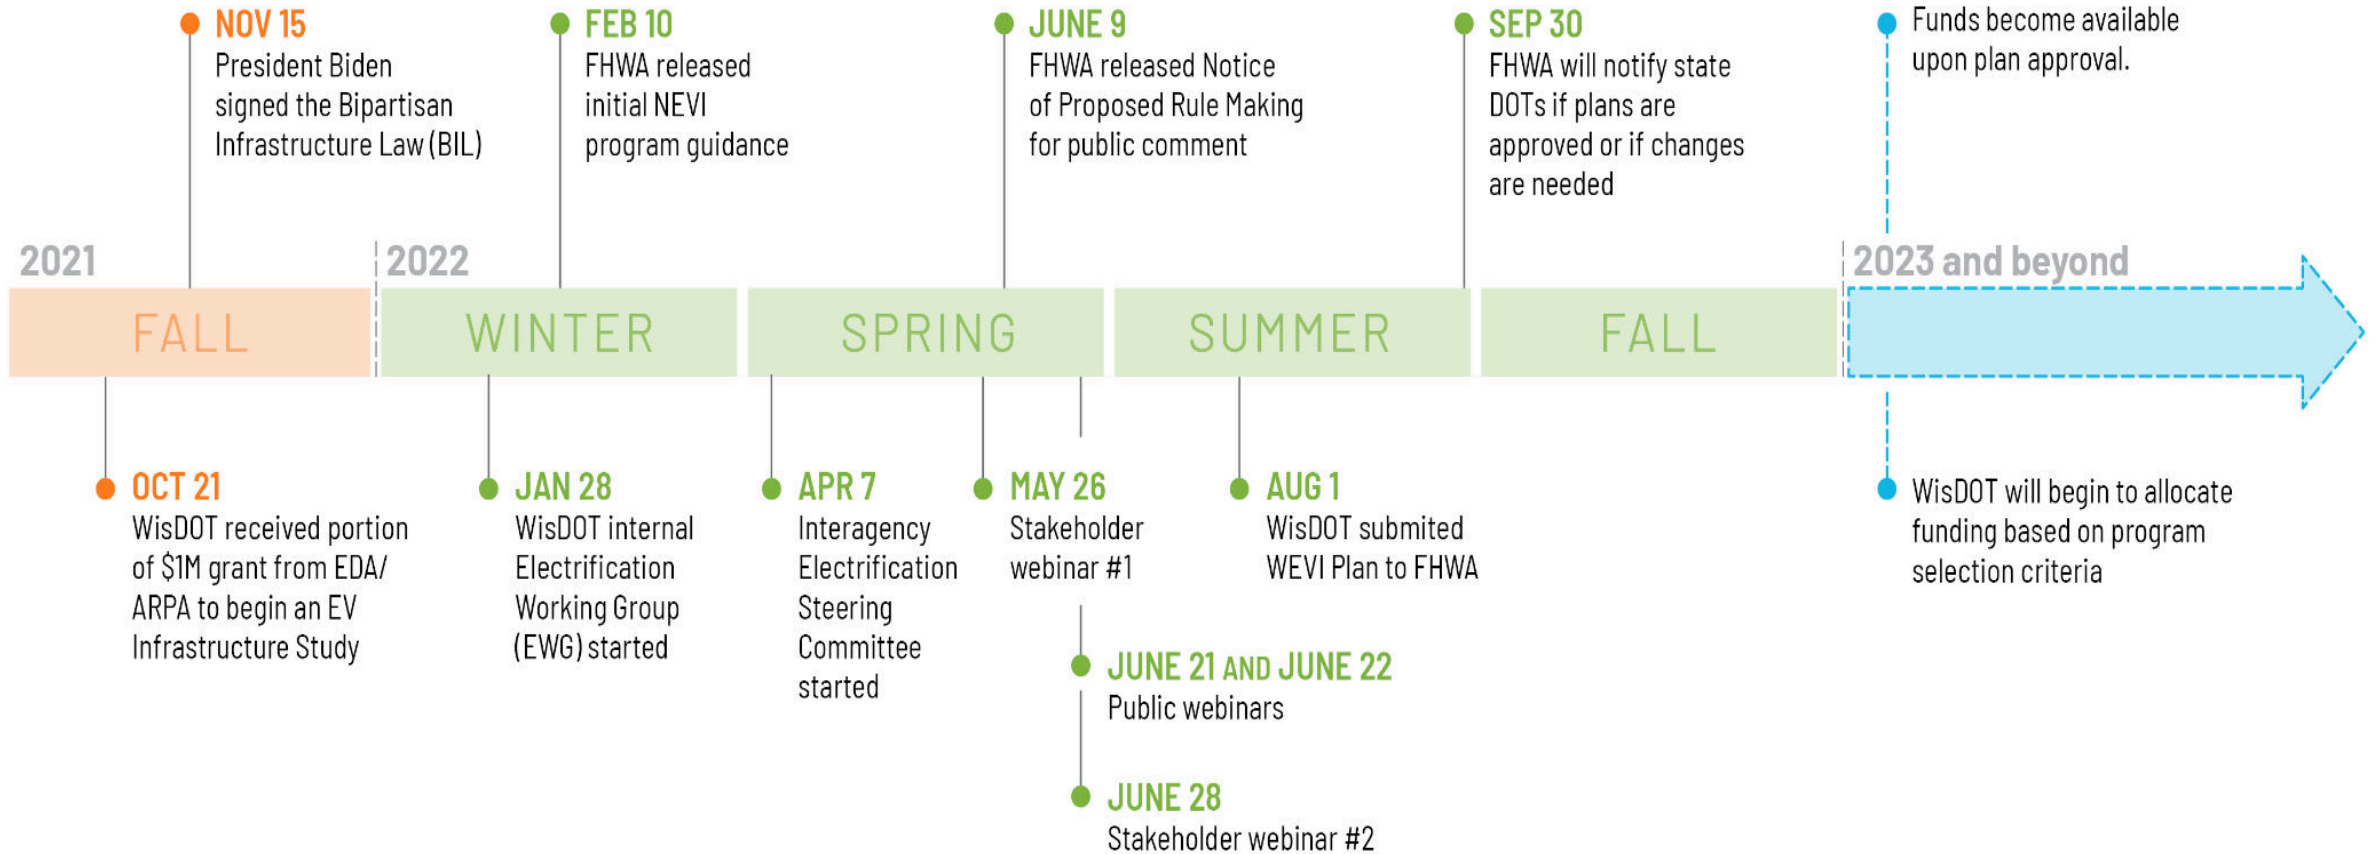 NOV 15
President Biden
signed the Bipartisan
Infrastructure Law (BIL)
FEB 10
FHWA released
initial NEVI
program guidance
JUNE 9
FHWA released Notice
of Proposed Rule Making
for public comment
SEP 30
FHWA will notify state
DOTs if plans are
approved or if changes
are needed
Funds become available
upon plan approval.
2021
2022
2023 and beyond
FALL
WINTER
SPRING
SUMMER
FALL
OCT 21
WisDOT received portion
of $1M grant from EDA/
ARPA to begin an EV
Infrastructure Study
JAN 28
WisDOT internal
Electrification
Working Group
(EWG) started
APR 7
Interagency
Electrification
Steering
Committee
started
MAY 26
Stakeholder
webinar #1
JUNE 21 AND JUNE 22
Public webinars
JUNE 28
Stakeholder webinar #2
AUG 1
WisDOT submited
WEVI Plan to FHWA
WisDOT will begin to allocate
funding based on program
selection criteria